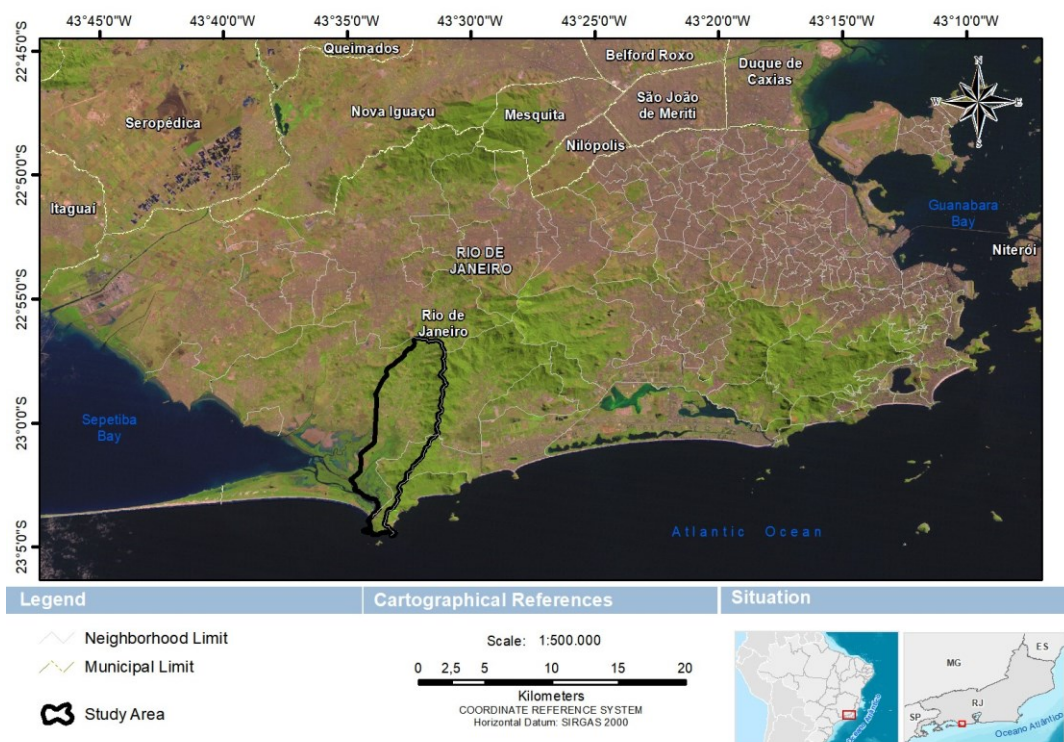 43°45'0"W 43°40'0"W 43°35'0"W 43°30'0"W 43°25'0"W 43°20'0"W 43°15'0"W 43°10'0"W
22°45'0"S
22°50'0"S
22°55'0"S
23°0'0"S
23°5'0"S
Queimados
Belford Roxo
Duque de
Caxias
Seropédica
Nova Iguaçu
Mesquita
São João
de Meriti
Nilopolis
Itaguaí
Guanabara
Bay
Niteroi
RIO DE
JANEIRO
Rio de
Janeiro
Sepetiba
Bay
Atlantic Ocean
N
W
E
S
Legend
Neighborhood Limit
Municipal Limit
Study Area
Cartographical References
Scale: 1:500.000
0 2,5 5 10 15 20
Kilometers
COORDINATE REFERENCE SYSTEM
Horizontal Datum: SIRGAS 2000
Situation
MG
ES
RJ
SP
Oceano Atlântico